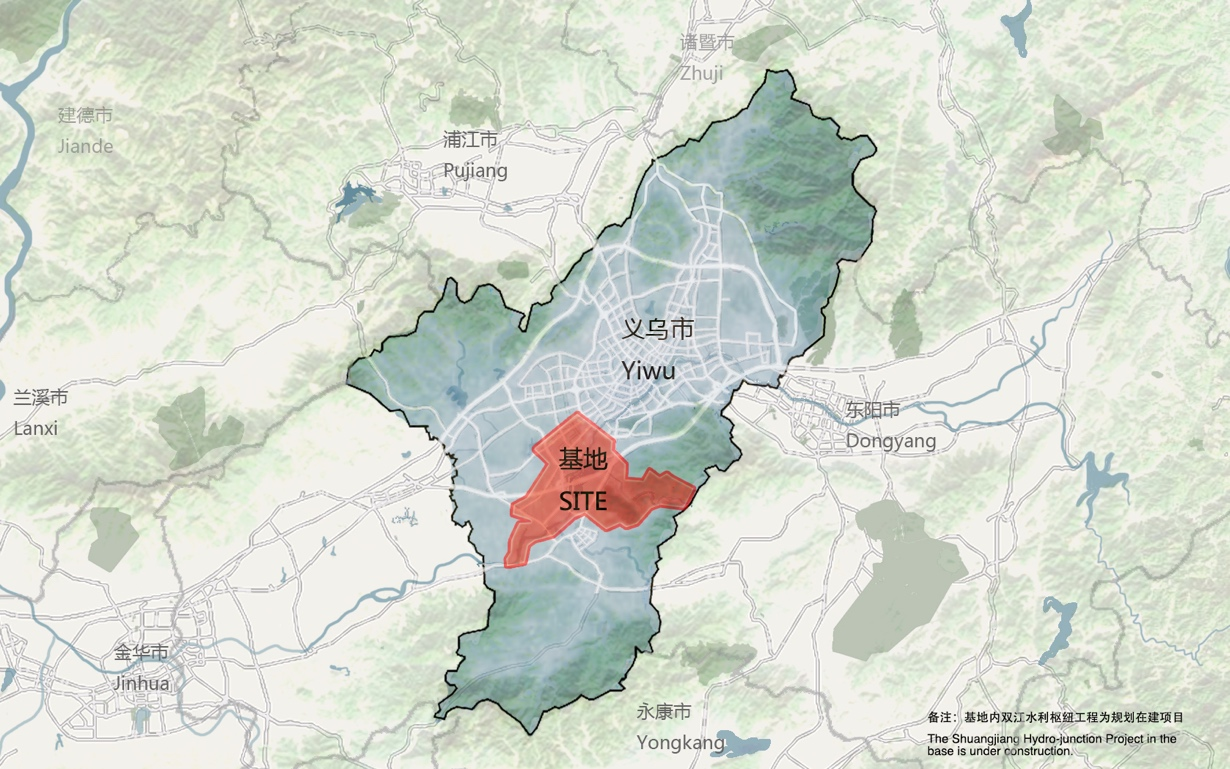 诸暨市
Zhuji
建德市
Jiande
浦江市
Pujiang
义乌市
Yiwu
兰溪市
Lanxi
东阳市
Dongyang
基地
SITE
金华市
Jinhua
永康市
Yongkang
备注：基地内双江水利枢纽工程为规划在建项目
The Shuangjiang Hydro-junction Project in the
base is under construction.